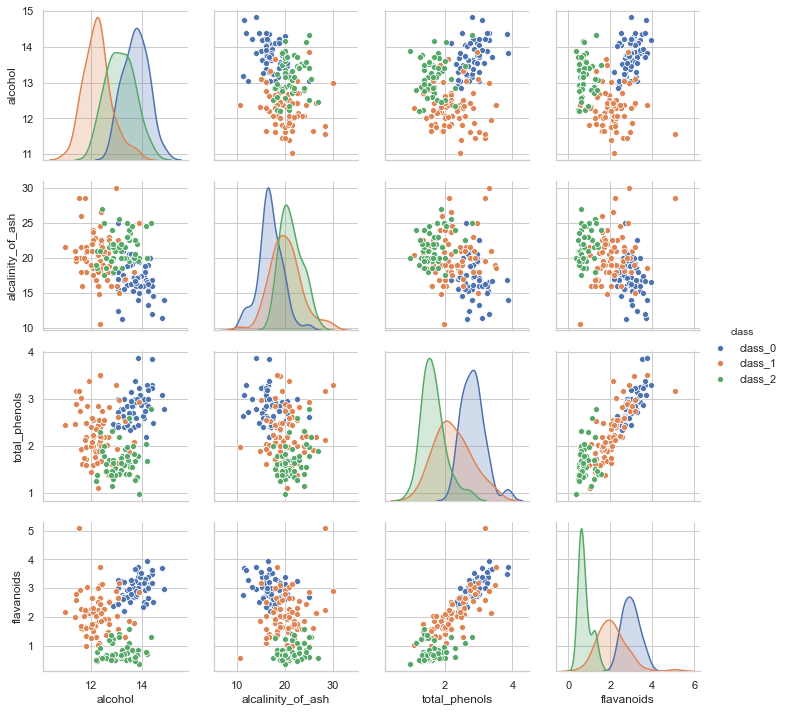 15
14
13
12
11
alcohol
30
25
20
15
10
alcalinity_of_ash
class
class_0
class_1
class_2
4
3
2
1
total_phenols
5
4
3
2
1
flavanoids
12 14
alcohol
10 20 30
alcalinity_of_ash
2 4
total_phenols
0 2 4 6
flavanoids